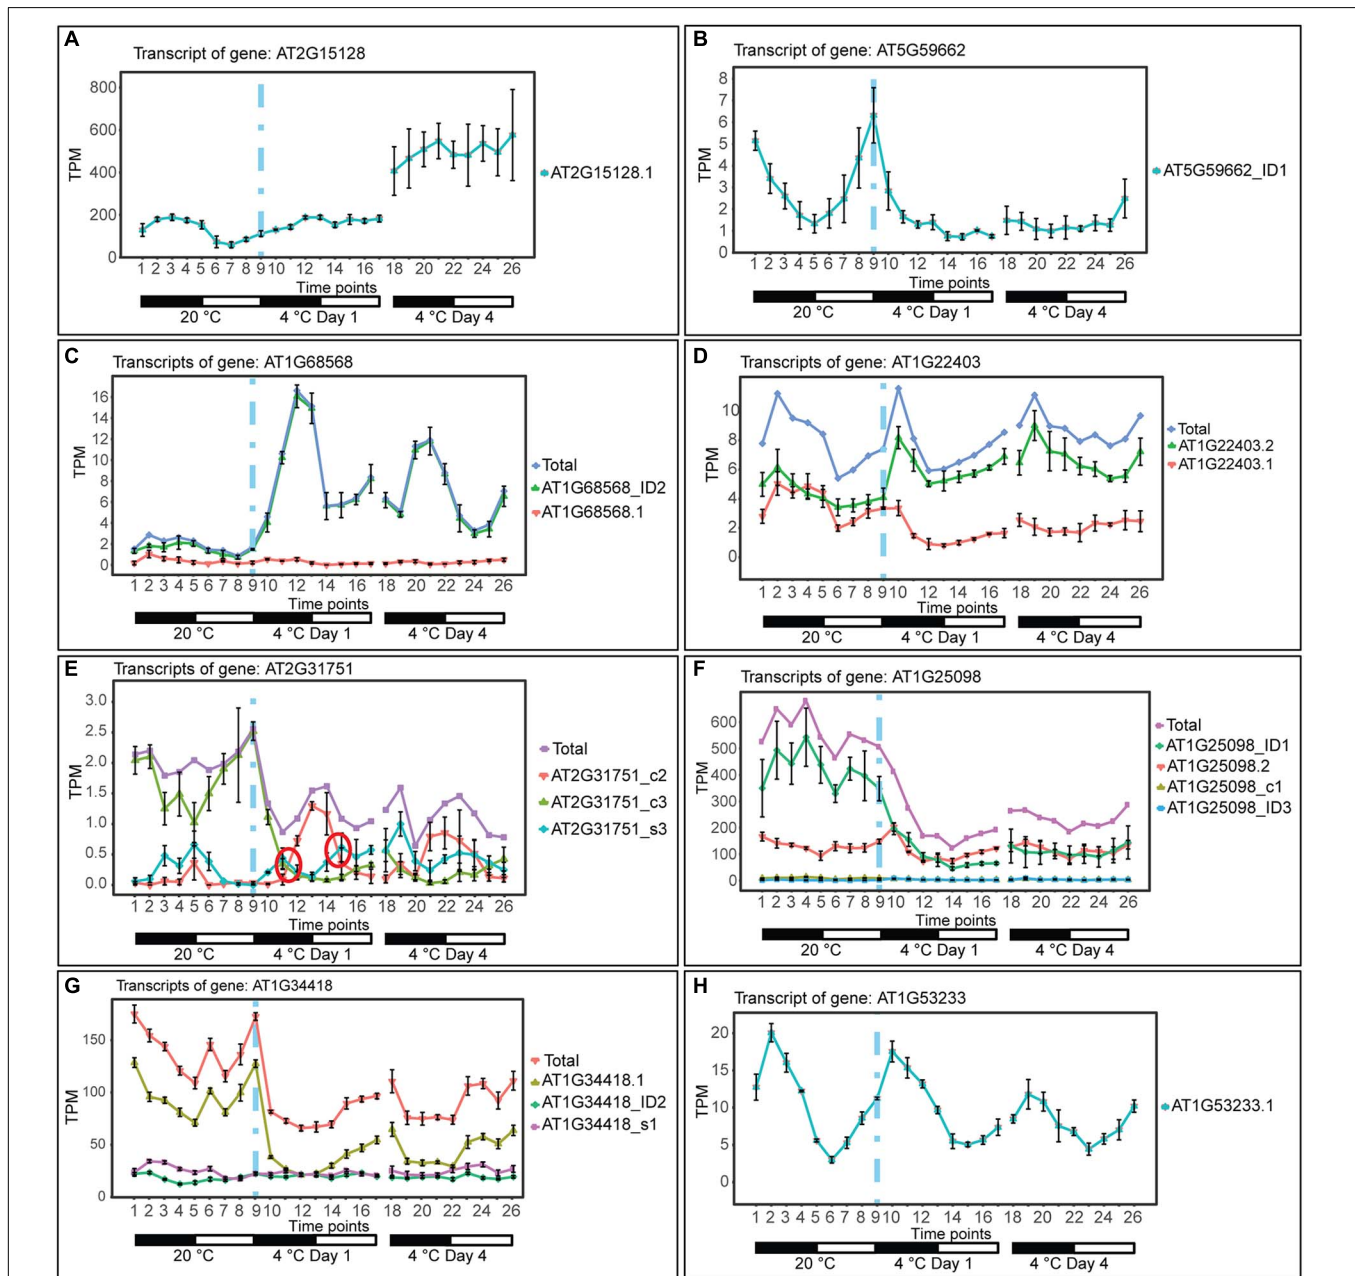 A
Transcript of gene: AT2G15128
TPM
800
600
400
200
0
1 2 3 4 5 6 7 8 9 10 12 14 16 18 20 22 24 26
Time points
20 °C 4 °C Day 1 4 °C Day 4
AT2G15128.1
B
Transcript of gene: AT5G59662
TPM
8
7
6
5
4
3
2
1
0
1 2 3 4 5 6 7 8 9 10 12 14 16 18 20 22 24 26
Time points
20 °C 4 °C Day 1 4 °C Day 4
AT5G59662_ID1
C
Transcripts of gene: AT1G68568
TPM
16
14
12
10
8
6
4
2
0
1 2 3 4 5 6 7 8 9 10 12 14 16 18 20 22 24 26
Time points
20 °C 4 °C Day 1 4 °C Day 4
Total
AT1G68568_ID2
AT1G68568.1
D
Transcripts of gene: AT1G22403
TPM
10
8
6
4
2
0
1 2 3 4 5 6 7 8 9 10 12 14 16 18 20 22 24 26
Time points
20 °C 4 °C Day 1 4 °C Day 4
Total
AT1G22403.2
AT1G22403.1
E
Transcripts of gene: AT2G31751
TPM
3.0
2.5
2.0
1.5
1.0
0.5
0.0
1 2 3 4 5 6 7 8 9 10 12 14 16 18 20 22 24 26
Time points
20 °C 4 °C Day 1 4 °C Day 4
Total
AT2G31751_c2
AT2G31751_c3
AT2G31751_s3
F
Transcripts of gene: AT1G25098
TPM
600
500
400
300
200
100
0
1 2 3 4 5 6 7 8 9 10 12 14 16 18 20 22 24 26
Time points
20 °C 4 °C Day 1 4 °C Day 4
Total
AT1G25098_ID1
AT1G25098.2
AT1G25098_c1
AT1G25098_ID3
G
Transcripts of gene: AT1G34418
TPM
150
100
50
0
1 2 3 4 5 6 7 8 9 10 12 14 16 18 20 22 24 26
Time points
20 °C 4 °C Day 1 4 °C Day 4
Total
AT1G34418.1
AT1G34418_ID2
AT1G34418_s1
H
Transcript of gene: AT1G53233
TPM
20
15
10
5
0
1 2 3 4 5 6 7 8 9 10 12 14 16 18 20 22 24 26
Time points
20 °C 4 °C Day 1 4 °C Day 4
AT1G53233.1